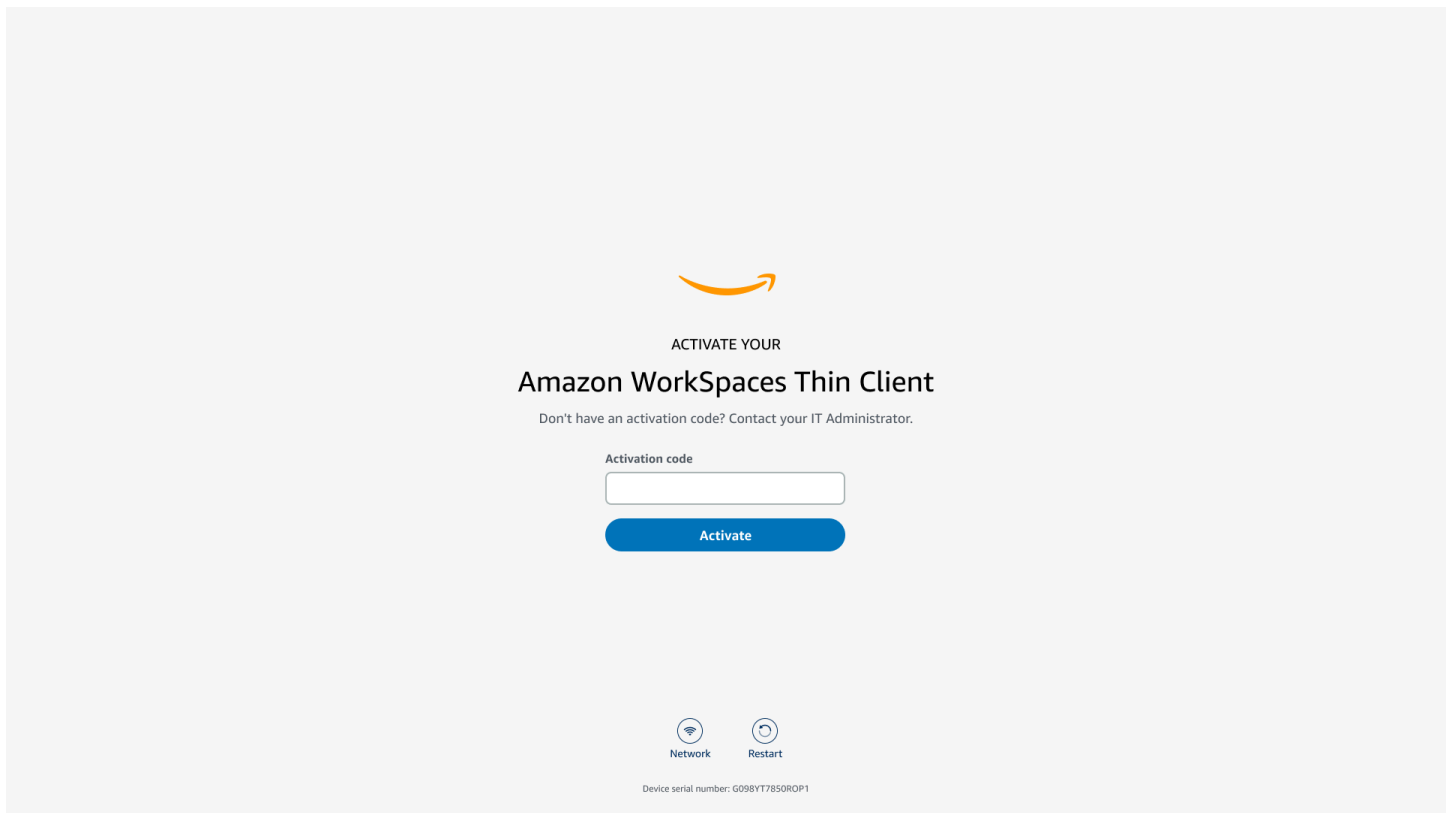 ACTIVATE YOUR
Amazon WorkSpaces Thin Client
Don't have an activation code? Contact your IT Administrator.
Activation code
Activate
Network Restart
Device serial number: G098YT7850ROP1